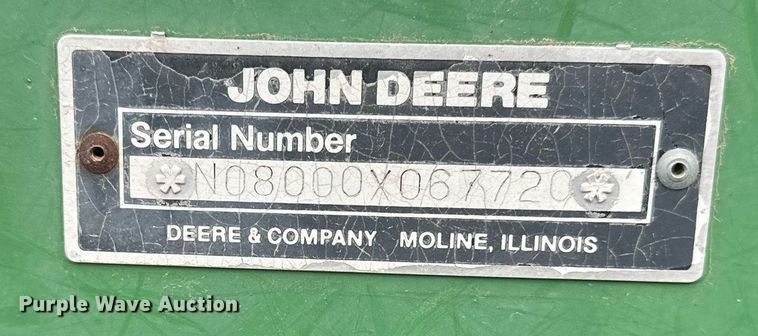 JOHN DEERE
Serial Number
*N08000X067720*
DEERE & COMPANY MOLINE, ILLINOIS
Purple Wave Auction